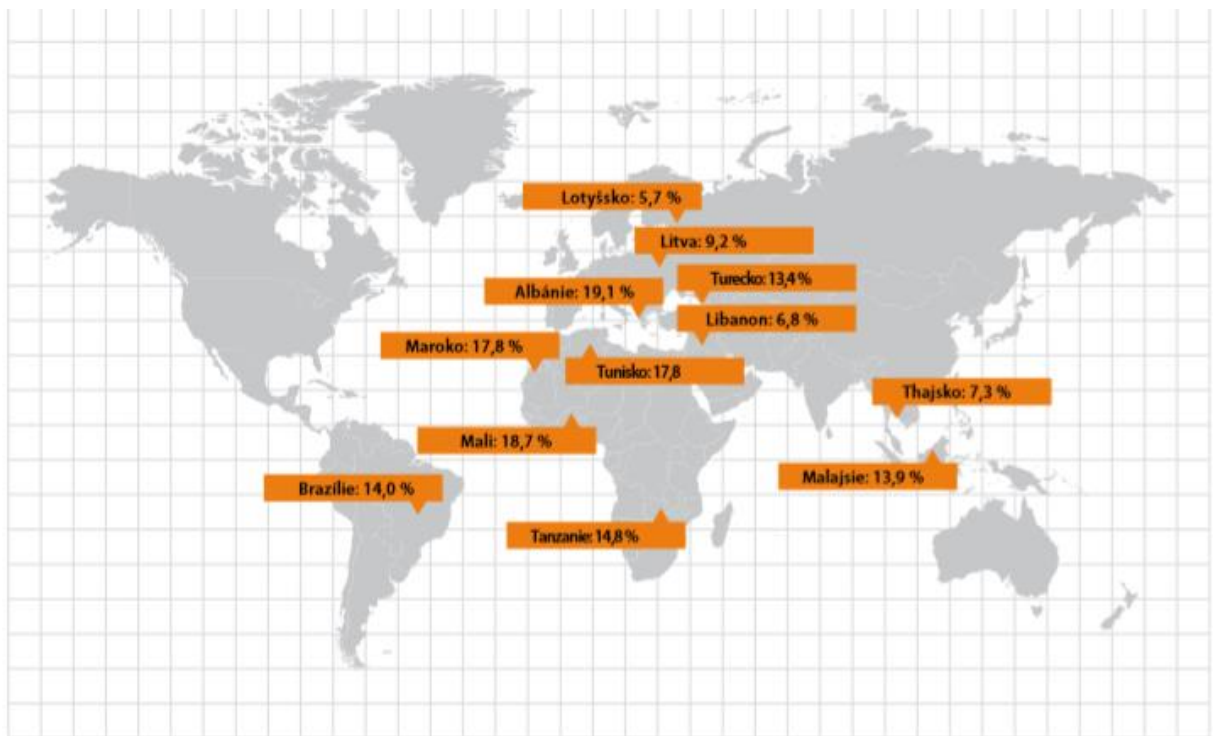 Lotyšsko: 5,7 %
Litva: 9,2 %
Turecko: 13,4 %
Albánie: 19,1 %
Libanon: 6,8 %
Maroko: 17,8 %
Tunisko: 17,8
Thajsko: 7,3 %
Mali: 18,7 %
Malajsie: 13,9 %
Brazílie: 14,0 %
Tanzanie: 14,8 %